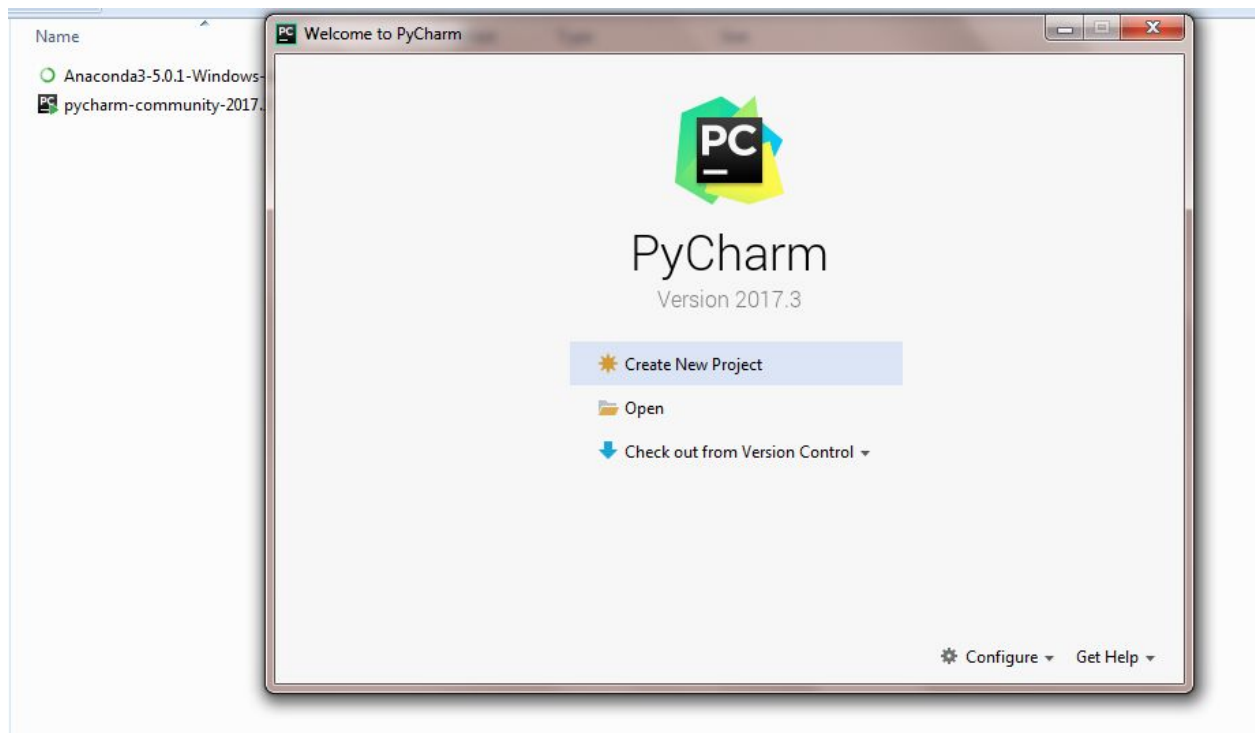 Name
Welcome to PyCharm
Anaconda3-5.0.1-Windows-
pycharm-community-2017.
PC
PyCharm
Version 2017.3
Create New Project
Open
Check out from Version Control
Configure
Get Help